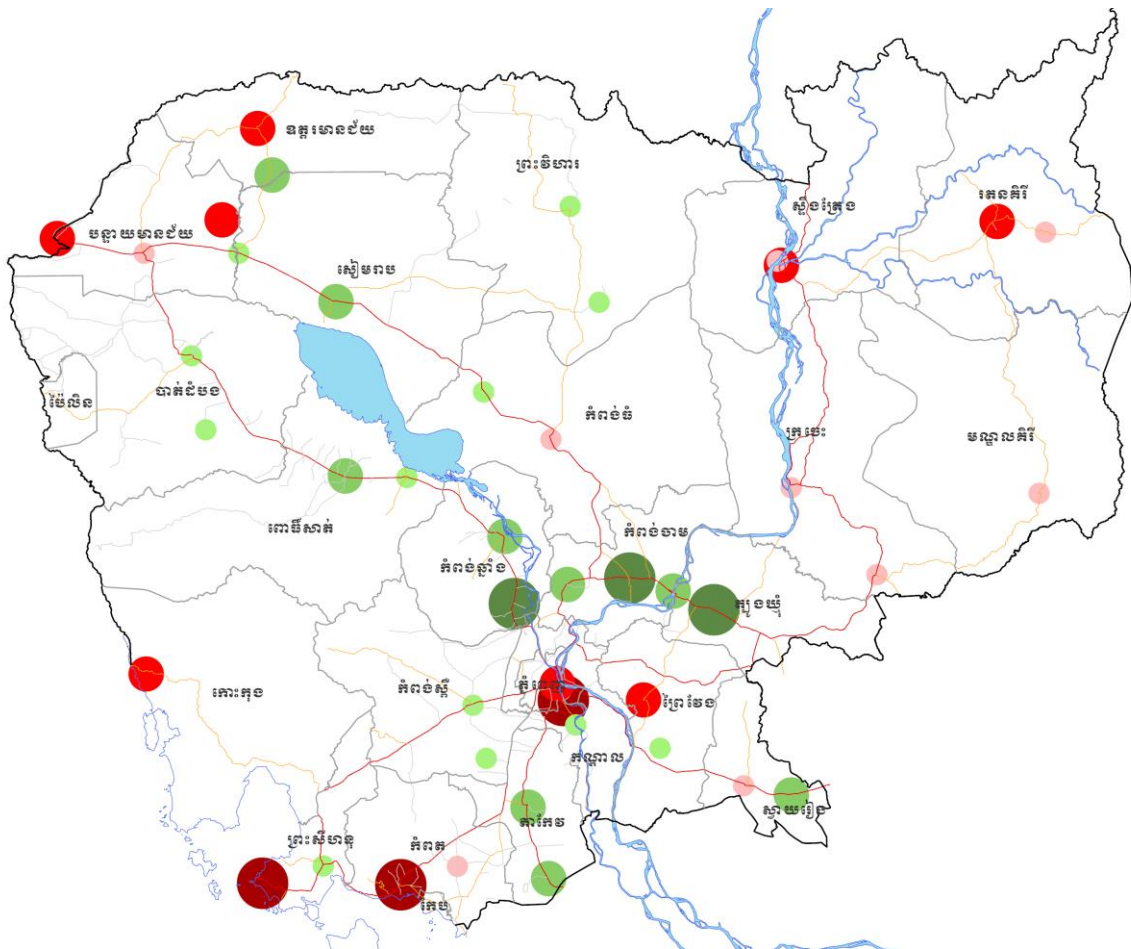 ឧត្តរមានជ័យ
ព្រះវិហារ
រតនគិរី
ស្ទឹងត្រែង
បន្ទាយមានជ័យ
សៀមរាប
បាត់ដំបង
ប៉ៃលិន
កំពង់ធំ
ក្រចេះ
មណ្ឌលគិរី
ពោធិ៍សាត់
កំពង់ចាម
កំពង់ឆ្នាំង
ត្បូងឃ្មុំ
កំពង់ស្ពឺ
ភ្នំពេញ
កោះកុង
ព្រៃវែង
កណ្តាល
ស្វាយរៀង
តាកែវ
ព្រះសីហនុ
កំពត
កែប